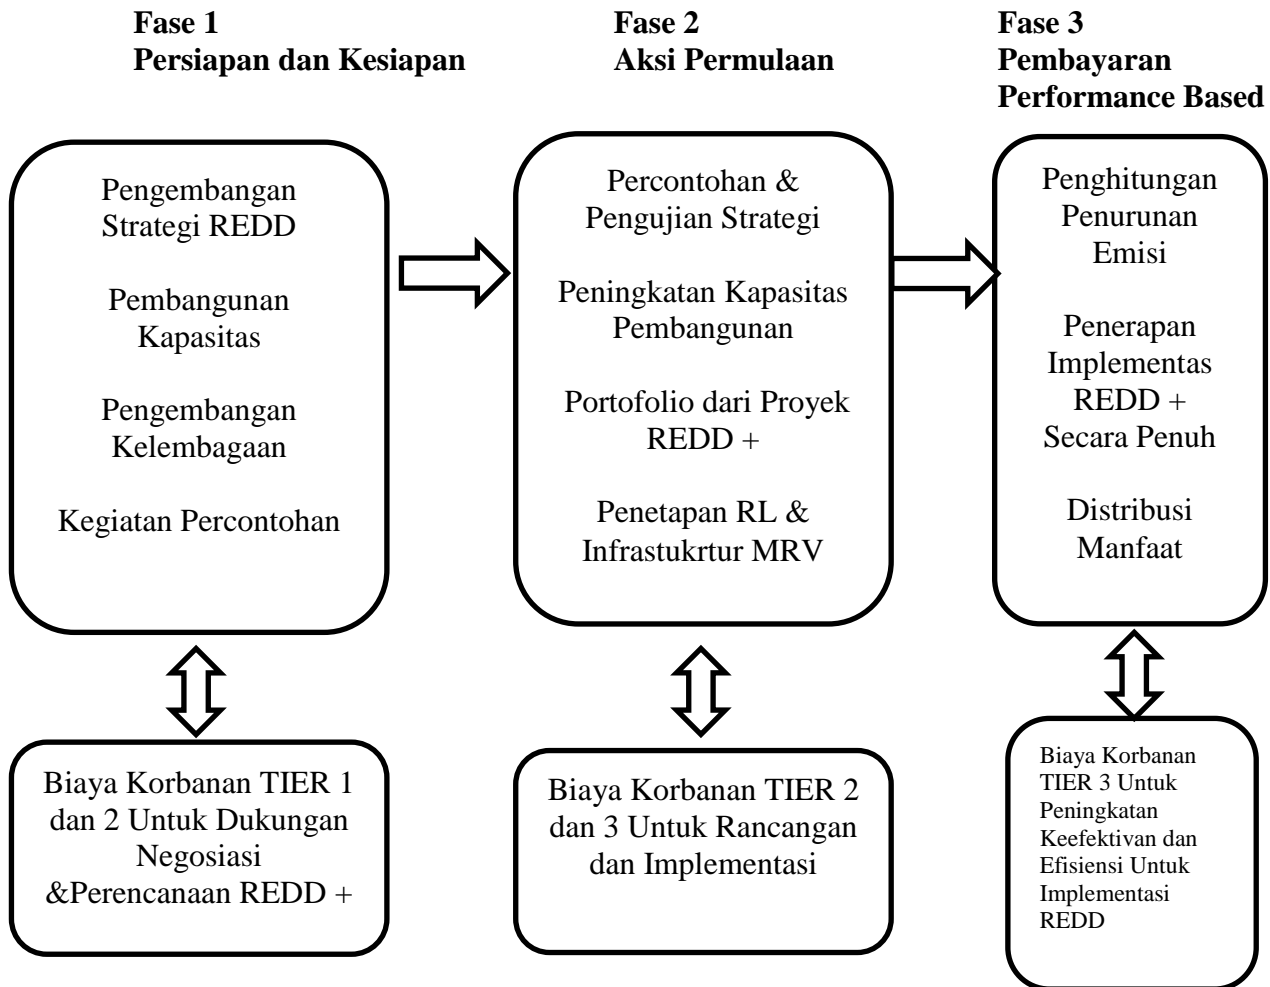 Fase 1
Persiapan dan Kesiapan
Fase 2
Aksi Permulaan
Fase 3
Pembayaran
Performance Based
Pengembangan
Strategi REDD
Pembangunan
Kapasitas
Pengembangan
Kelembagaan
Kegiatan Percontohan
Percontohan &
Pengujian Strategi
Peningkatan Kapasitas
Pembangunan
Portofolio dari Proyek
REDD +
Penetapan RL &
Infrastukrtur MRV
Penghitungan
Penurunan
Emisi
Penerapan
Implementas
REDD +
Secara Penuh
Distribusi
Manfaat
Biaya Korbanan TIER 1
dan 2 Untuk Dukungan
Negosiasi
&Perencanaan REDD +
Biaya Korbanan TIER 2
dan 3 Untuk Rancangan
dan Implementasi
Biaya Korbanan
TIER 3 Untuk
Peningkatan
Keefektivan dan
Efisiensi Untuk
Implementasi
REDD